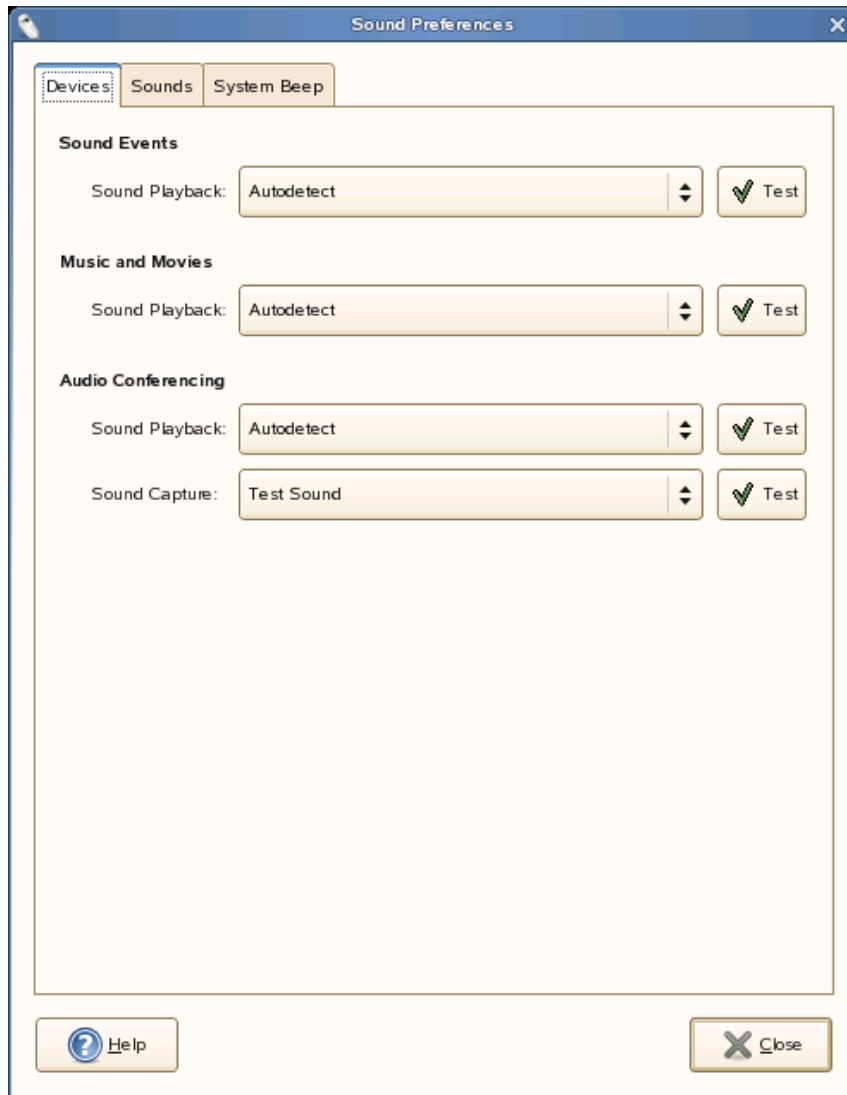 Sound Preferences
Devices Sounds System Beep
Sound Events
Sound Playback: Autodetect Test
Music and Movies
Sound Playback: Autodetect Test
Audio Conferencing
Sound Playback: Autodetect Test
Sound Capture: Test Sound Test
Help Close